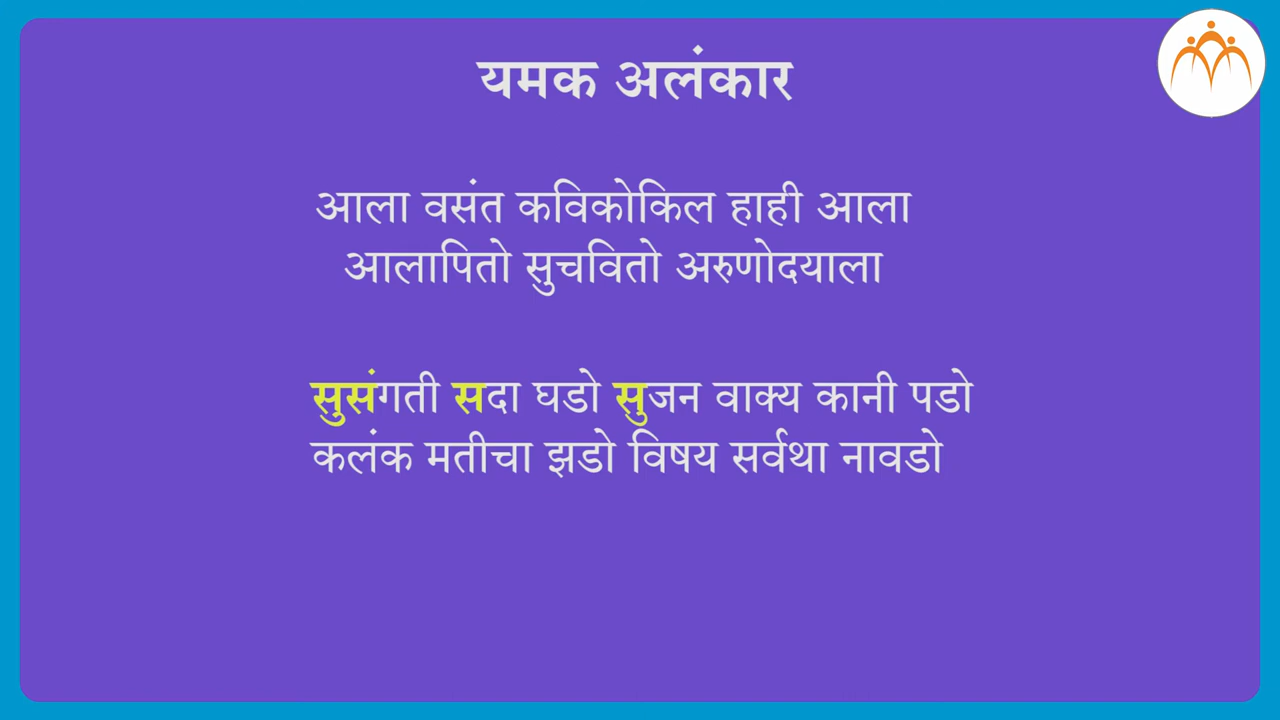 यमक अलंकार
आला वसंत कविकोकिल हाही आला
आलापितो सुचवितो अरुणोदयाला
सुसंगती सदा घडो सुजन वाक्य कानी पडो
कलंक मतीचा झडो विषय सर्वथा नावडो